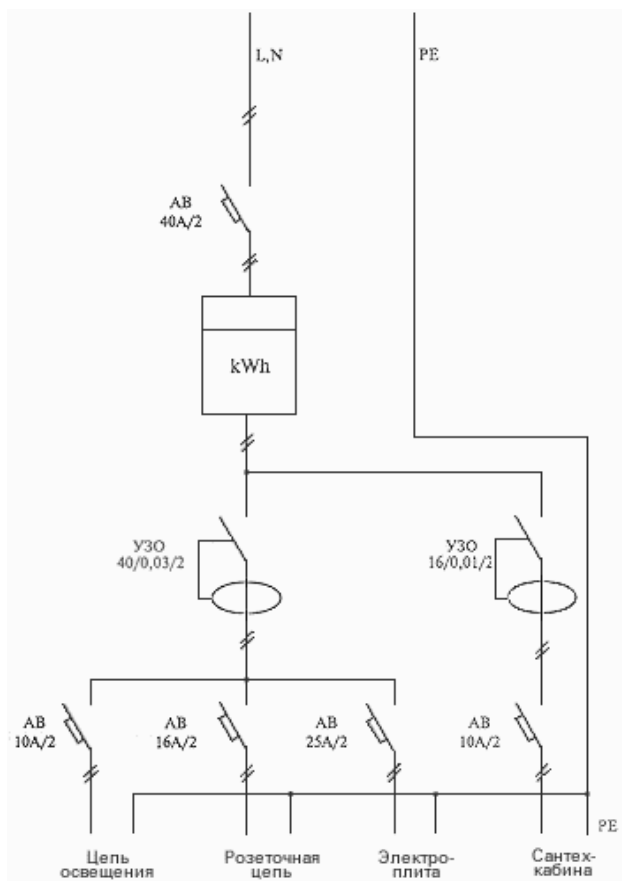 L,N
PE
АВ
40А/2
kWh
УЗО
40/0,03/2
УЗО
16/0,01/2
АВ
10А/2
АВ
16А/2
АВ
25А/2
АВ
10А/2
PE
Цепь
освещения
Розеточная
цепь
Электро-
плита
Сантех-
кабина